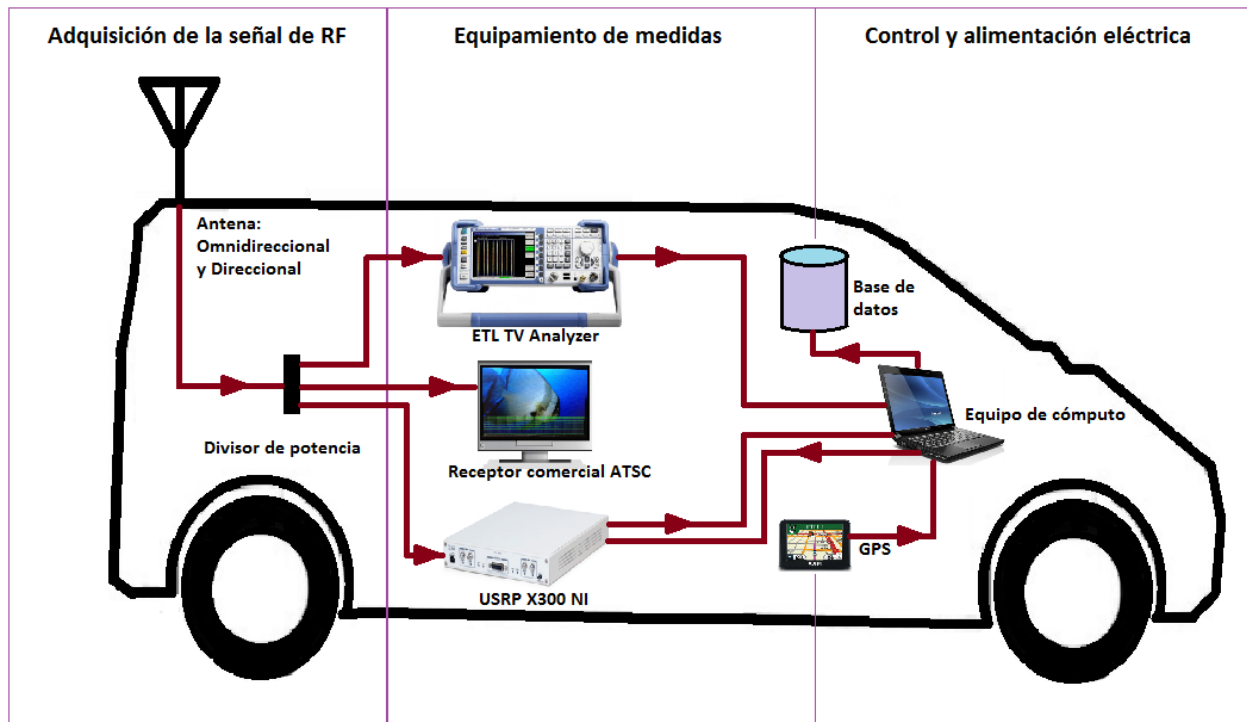 Adquisición de la señal de RF
Equipamiento de medidas
Control y alimentación eléctrica
Antena:
Omnidireccional
y Direccional
Divisor de potencia
ETL TV Analyzer
Receptor comercial ATSC
USRP X300 NI
Base de
datos
Equipo de cómputo
GPS